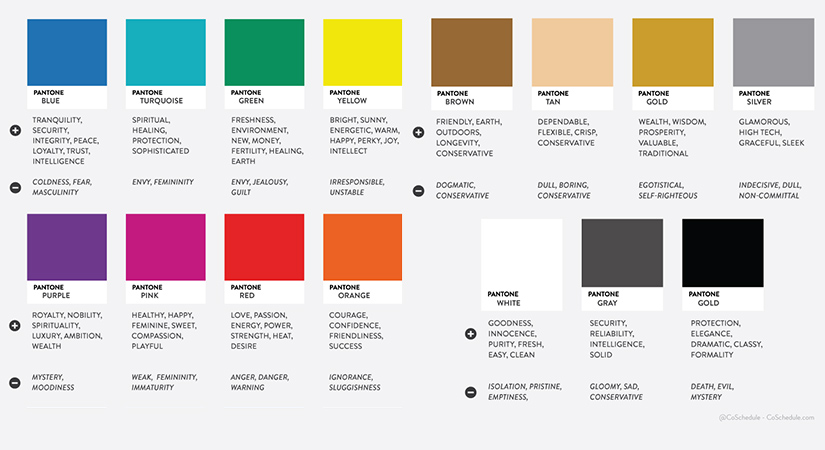 PANTONE
BLUE
TRANQUILITY,
SECURITY,
INTEGRITY, PEACE,
LOYALTY, TRUST,
INTELLIGENCE
COLDNESS, FEAR,
MASCULINITY
PANTONE
TURQUOISE
SPIRITUAL,
HEALING,
PROTECTION,
SOPHISTICATED
ENVY, FEMININITY
PANTONE
GREEN
FRESHNESS,
ENVIRONMENT,
NEW, MONEY,
FERTILITY, HEALING,
EARTH
ENVY, JEALOUSY,
GUILT
PANTONE
YELLOW
BRIGHT, SUNNY,
ENERGETIC, WARM,
HAPPY, PERKY, JOY,
INTELLECT
IRRESPONSIBLE,
UNSTABLE
PANTONE
BROWN
FRIENDLY, EARTH,
OUTDOORS,
LONGEVITY,
CONSERVATIVE
DOGMATIC,
CONSERVATIVE
PANTONE
TAN
DEPENDABLE,
FLEXIBLE, CRISP,
CONSERVATIVE
DULL, BORING,
CONSERVATIVE
PANTONE
GOLD
WEALTH, WISDOM,
PROSPERITY,
VALUABLE,
TRADITIONAL
EGOTISTICAL,
SELF-RIGHTEOUS
PANTONE
SILVER
GLAMOROUS,
HIGH TECH,
GRACEFUL, SLEEK
INDECISIVE, DULL,
NON-COMMITTAL
PANTONE
PURPLE
ROYALTY, NOBILITY,
SPIRITUALITY,
LUXURY, AMBITION,
WEALTH
MYSTERY,
MOODINESS
PANTONE
PINK
HEALTHY, HAPPY,
FEMININE, SWEET,
COMPASSION,
PLAYFUL
WEAK, FEMININITY,
IMMATURITY
PANTONE
RED
LOVE, PASSION,
ENERGY, POWER,
STRENGTH, HEAT,
DESIRE
ANGER, DANGER,
WARNING
PANTONE
ORANGE
COURAGE,
CONFIDENCE,
FRIENDLINESS,
SUCCESS
IGNORANCE,
SLUGGISHNESS
PANTONE
WHITE
GOODNESS,
INNOCENCE,
PURITY, FRESH,
EASY, CLEAN
ISOLATION, PRISTINE,
EMPTINESS,
PANTONE
GRAY
SECURITY,
RELIABILITY,
INTELLIGENCE,
SOLID
GLOOMY, SAD,
CONSERVATIVE
PANTONE
GOLD
PROTECTION,
ELEGANCE,
DRAMATIC, CLASSY,
FORMALITY
DEATH, EVIL,
MYSTERY
@CoSchedule - CoSchedule.com